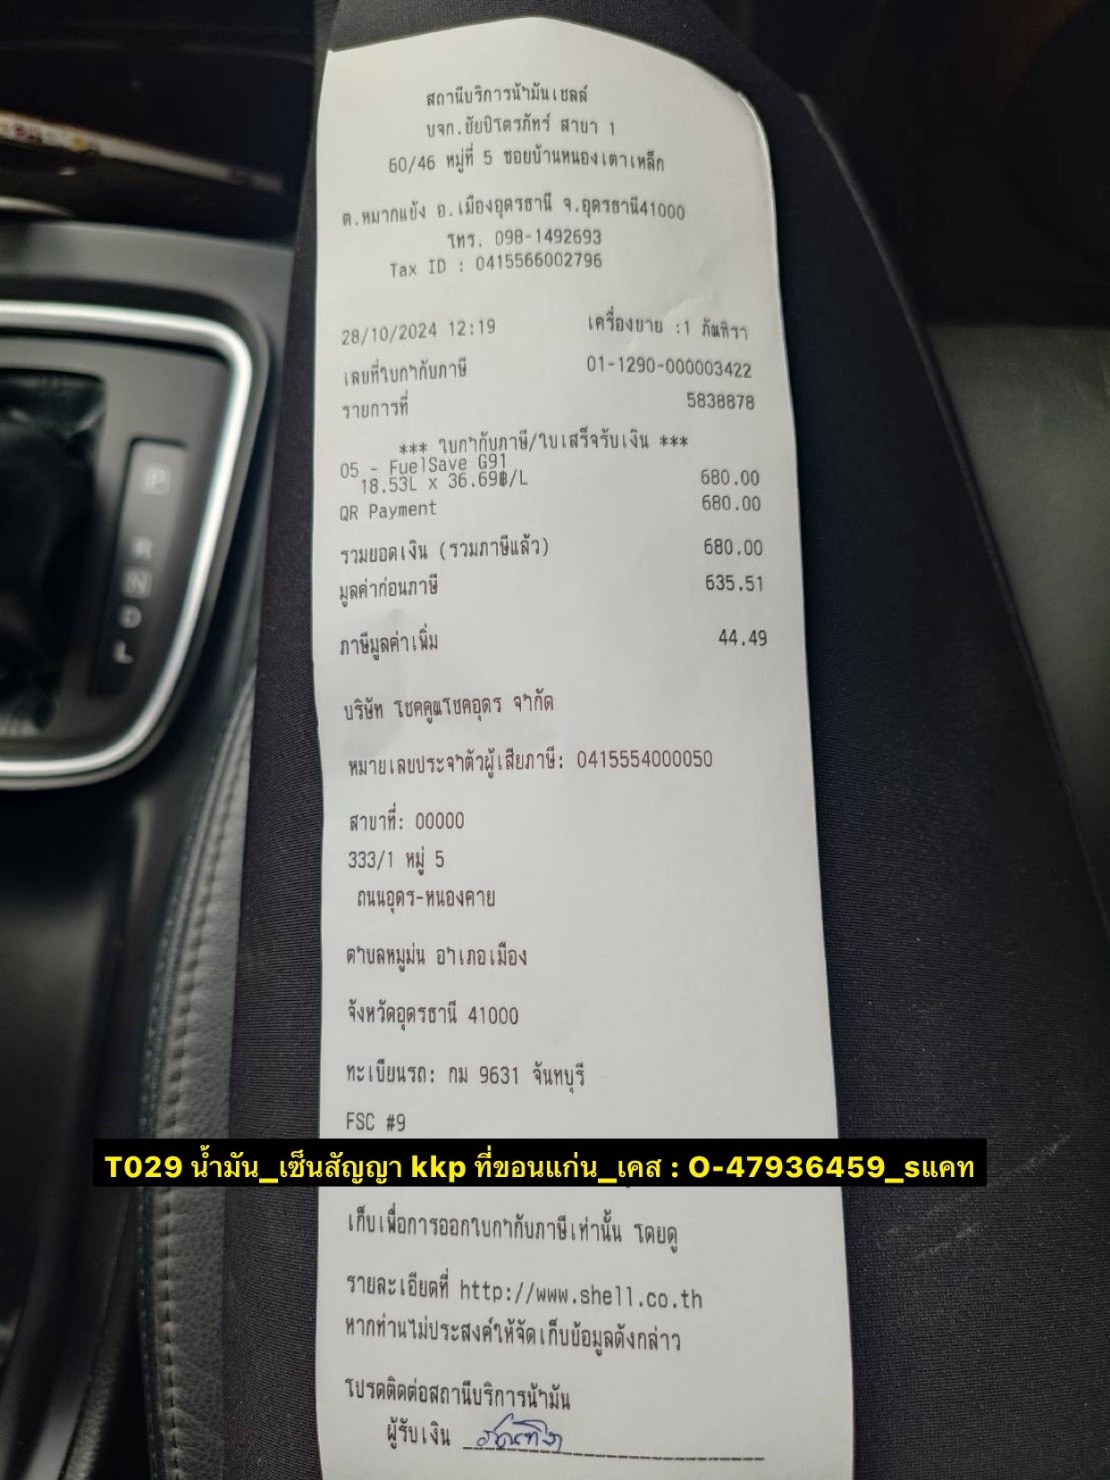 สถานีบริการน้ำมันเชลล์
บจก.ชัยปิโตรภัทร์ สาขา 1
60/46 หมู่ที่ 5 ซอยบ้านหนองเตาเหล็ก
ต.หมากแข้ง อ.เมืองอุดรธานี จ.อุดรธานี41000
โทร. 098-1492693
Tax ID : 0415566002796
28/10/2024 12:19 เครื่องขาย :1 ภัณฑิรา
เลขที่ใบกำกับภาษี 01-1290-000003422
รายการที่ 5838878
*** ใบกำกับภาษี/ใบเสร็จรับเงิน ***
05 - FuelSave G91
18.53L x 36.69฿/L 680.00
QR Payment 680.00
รวมยอดเงิน (รวมภาษีแล้ว) 680.00
มูลค่าก่อนภาษี 635.51
ภาษีมูลค่าเพิ่ม 44.49
บริษัท โชคคูณโชคอุดร จำกัด
หมายเลขประจำตัวผู้เสียภาษี: 0415554000050
สาขาที่: 00000
333/1 หมู่ 5
ถนนอุดร-หนองคาย
ตำบลหมูม่น อำเภอเมือง
จังหวัดอุดรธานี 41000
ทะเบียนรถ: กม 9631 จันทบุรี
FSC #9
T029 น้ำมัน_เซ็นสัญญา kkp ที่ขอนแก่น_เคส : O-47936459_sแคท
เก็บเพื่อการออกใบกำกับภาษีเท่านั้น โดยดู
รายละเอียดที่ http://www.shell.co.th
หากท่านไม่ประสงค์ให้จัดเก็บข้อมูลดังกล่าว
โปรดติดต่อสถานีบริการน้ำมัน
ผู้รับเงิน